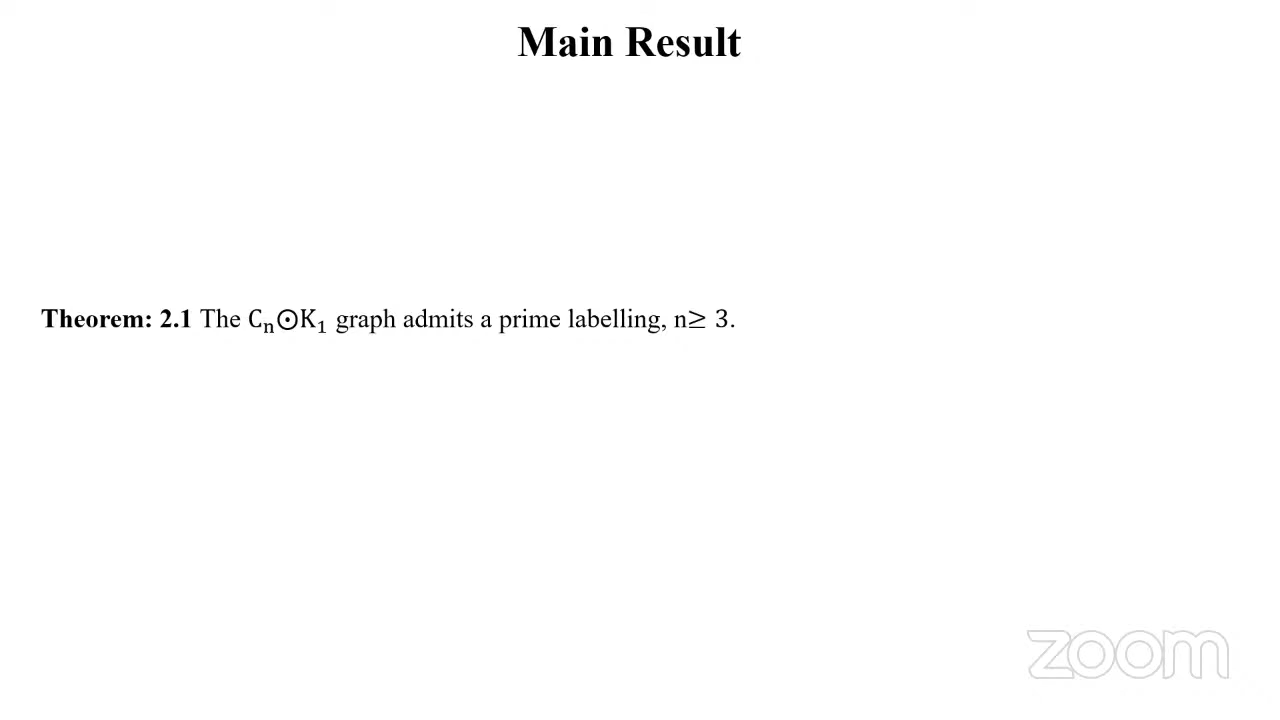 Main Result
Theorem: 2.1 The Cₙ⊙K₁ graph admits a prime labelling, n≥ 3.
zoom